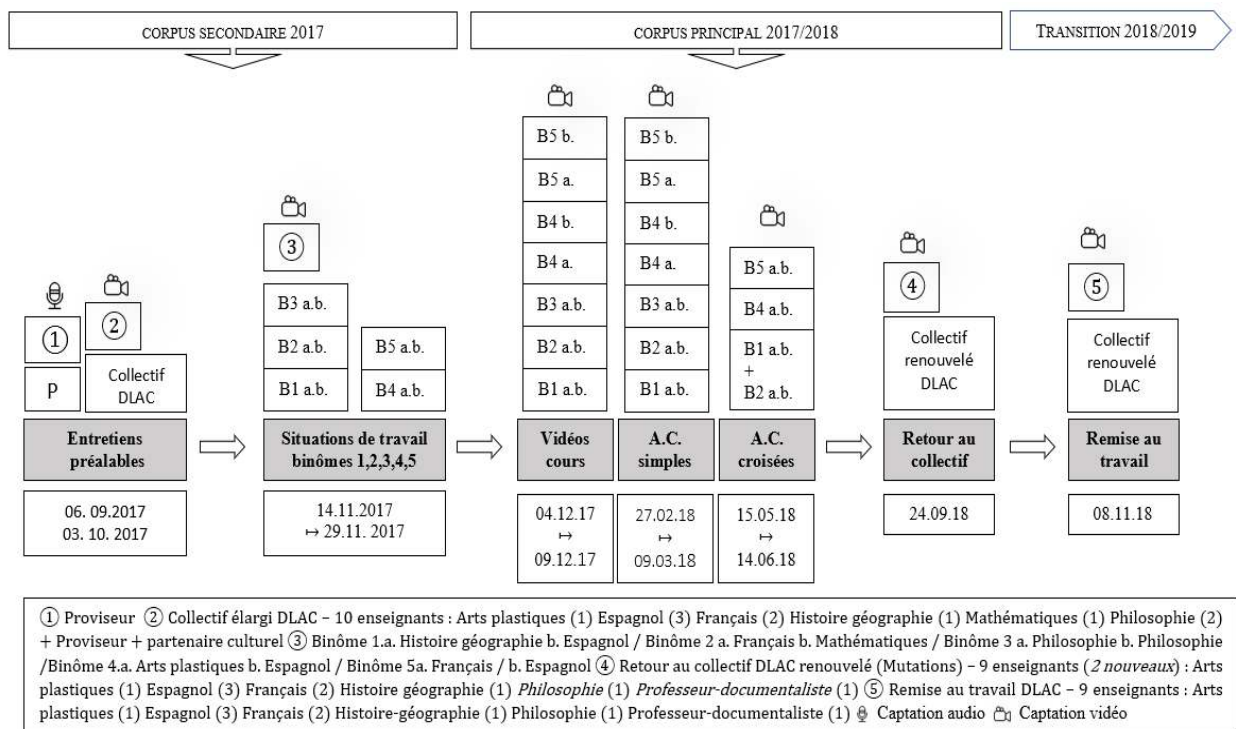 CORPUS SECONDAIRE 2017
CORPUS PRINCIPAL 2017/2018
TRANSITION 2018/2019
①
P
②
Collectif
DLAC
Entretiens
préalables
06. 09.2017
03. 10. 2017
③
B3 a.b.
B2 a.b.
B1 a.b.
B5 a.b.
B4 a.b.
Situations de travail
binômes 1,2,3,4,5
14.11.2017
↦ 29.11. 2017
B5 b.
B5 a.
B4 b
B4 a.
B3 a.b.
B2 a.b.
B1 a.b.
Vidéos
cours
04.12.17
↦
09.12.17
B5 b.
B5 a.
B4 b.
B4 a.
B3 a.b.
B2 a.b.
B1 a.b.
A.C.
simples
27.02.18
↦
09.03.18
B5 a.b.
B4 a.b.
B1 a.b.
+
B2 a.b.
A.C.
croisées
15.05.18
↦
14.06.18
④
Collectif
renouvelé
DLAC
Retour au
collectif
24.09.18
⑤
Collectif
renouvelé
DLAC
Remise au
travail
08.11.18
① Proviseur ② Collectif élargi DLAC – 10 enseignants : Arts plastiques (1) Espagnol (3) Français (2) Histoire géographie (1) Mathématiques (1) Philosophie (2)
+ Proviseur + partenaire culturel ③ Binôme 1.a. Histoire géographie b. Espagnol / Binôme 2 a. Français b. Mathématiques / Binôme 3 a. Philosophie b. Philosophie
/Binôme 4.a. Arts plastiques b. Espagnol / Binôme 5a. Français / b. Espagnol ④ Retour au collectif DLAC renouvelé (Mutations) – 9 enseignants (2 nouveaux) : Arts
plastiques (1) Espagnol (3) Français (2) Histoire géographie (1) Philosophie (1) Professeur-documentaliste (1) ⑤ Remise au travail DLAC – 9 enseignants : Arts
plastiques (1) Espagnol (3) Français (2) Histoire-géographie (1) Philosophie (1) Professeur-documentaliste (1) Captation audio Captation vidéo